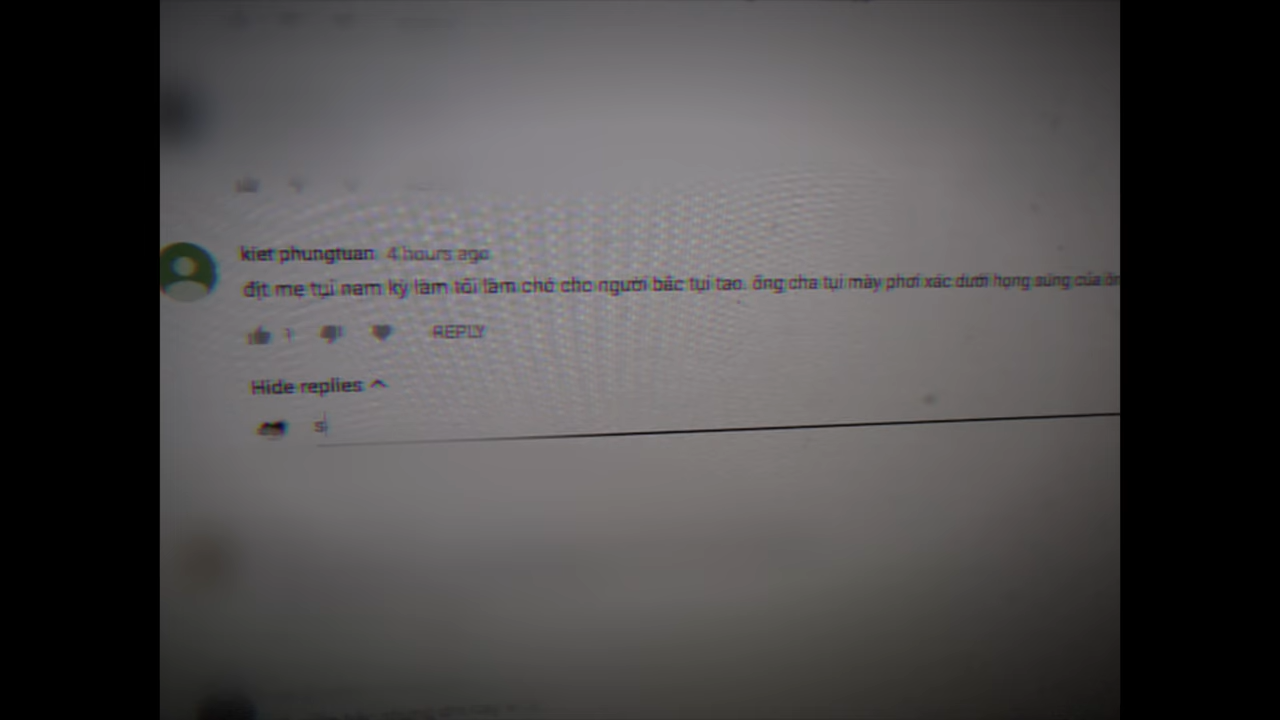 kiet phungtuan 4 hours ago
địt mẹ tụi nam kỳ làm tôi làm chó cho người bắc tụi tao. ông cha tụi mày phơi xác dưới họng súng của
REPLY
Hide replies
s